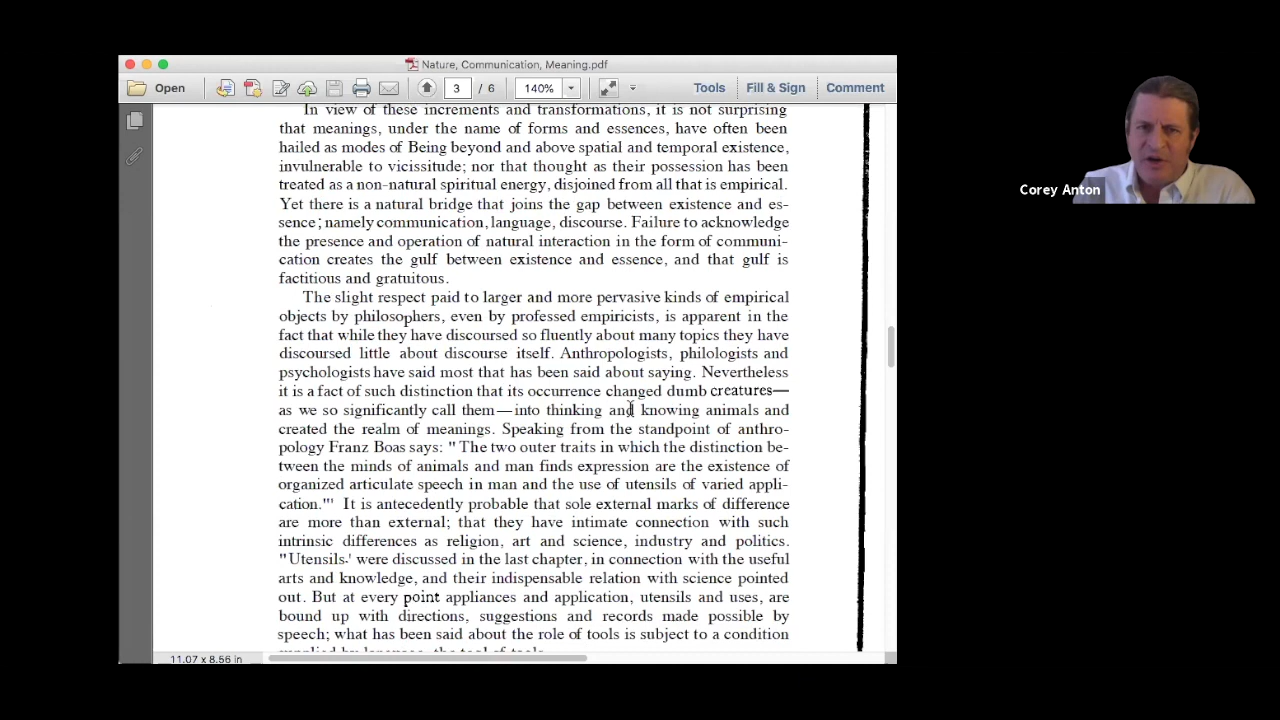 Nature, Communication, Meaning.pdf
Open
3 / 6
140%
Tools
Fill & Sign
Comment
In view of these increments and transformations, it is not surprising
that meanings, under the name of forms and essences, have often been
hailed as modes of Being beyond and above spatial and temporal existence,
invulnerable to vicissitude; nor that thought as their possession has been
treated as a non-natural spiritual energy, disjoined from all that is empirical.
Yet there is a natural bridge that joins the gap between existence and es-
sence; namely communication, language, discourse. Failure to acknowledge
the presence and operation of natural interaction in the form of communi-
cation creates the gulf between existence and essence, and that gulf is
factitious and gratuitous.
The slight respect paid to larger and more pervasive kinds of empirical
objects by philosophers, even by professed empiricists, is apparent in the
fact that while they have discoursed so fluently about many topics they have
discoursed little about discourse itself. Anthropologists, philologists and
psychologists have said most that has been said about saying. Nevertheless
it is a fact of such distinction that its occurrence changed dumb creatures—
as we so significantly call them—into thinking and knowing animals and
created the realm of meanings. Speaking from the standpoint of anthro-
pology Franz Boas says: "The two outer traits in which the distinction be-
tween the minds of animals and man finds expression are the existence of
organized articulate speech in man and the use of utensils of varied appli-
cation."' It is antecedently probable that sole external marks of difference
are more than external; that they have intimate connection with such
intrinsic differences as religion, art and science, industry and politics.
"Utensils.' were discussed in the last chapter, in connection with the useful
arts and knowledge, and their indispensable relation with science pointed
out. But at every point appliances and application, utensils and uses, are
bound up with directions, suggestions and records made possible by
speech; what has been said about the role of tools is subject to a condition
supplied by language, the tool of tools.
11.07 x 8.56 in
Corey Anton